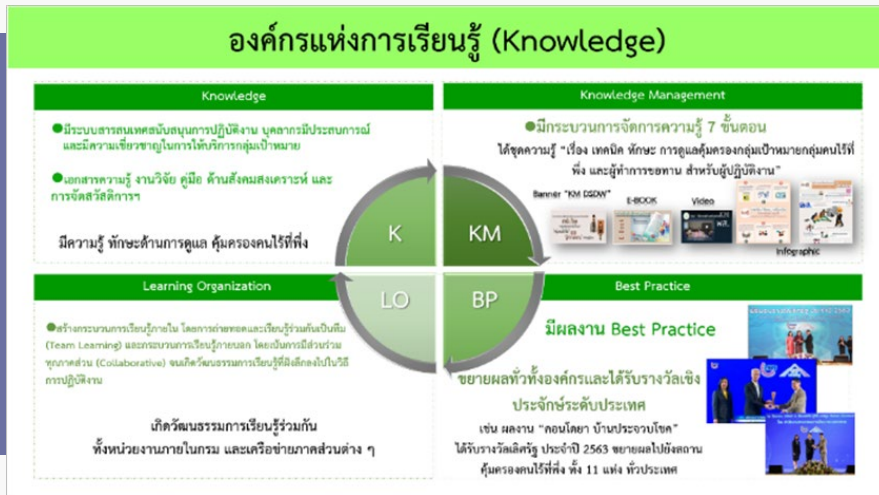 องค์กรแห่งการเรียนรู้ (Knowledge)
Knowledge
●มีระบบสารสนเทศสนับสนุนการปฏิบัติงาน บุคลากรมีประสบการณ์
และมีความเชี่ยวชาญในการให้บริการกลุ่มเป้าหมาย
●เอกสารความรู้ งานวิจัย คู่มือ ด้านสังคมสงเคราะห์ และ
การจัดสวัสดิการฯ
มีความรู้ ทักษะด้านการดูแล คุ้มครองคนไร้ที่พึ่ง
Knowledge Management
●มีกระบวนการจัดการความรู้ 7 ขั้นตอน
ได้ชุดความรู้ “เรื่อง เทคนิค ทักษะ การดูแลคุ้มครองกลุ่มเป้าหมายกลุ่มคนไร้ที่
พึ่ง และผู้ทำการขอทาน สำหรับผู้ปฏิบัติงาน”
Banner “KM DSDW”
E-BOOK
Video
Infographic
K
KM
LO
BP
Learning Organization
●สร้างกระบวนการเรียนรู้ภายใน โดยการถ่ายทอดและเรียนรู้ร่วมกันเป็นทีม
(Team Learning) และกระบวนการเรียนรู้ภายนอก โดยเน้นการมีส่วนร่วม
ทุกภาคส่วน (Collaborative) จนเกิดวัฒนธรรมการเรียนรู้ที่ฝังลึกลงไปในวิถี
การปฏิบัติงาน
เกิดวัฒนธรรมการเรียนรู้ร่วมกัน
ทั้งหน่วยงานภายในกรม และเครือข่ายภาคส่วนต่าง ๆ
Best Practice
มีผลงาน Best Practice
ขยายผลทั่วทั้งองค์กรและได้รับรางวัลเชิง
ประจักษ์ระดับประเทศ
เช่น ผลงาน “คอนโดยา บ้านประจวบโชค”
ได้รับรางวัลเลิศรัฐ ประจำปี 2563 ขยายผลไปยังสถาน
คุ้มครองคนไร้ที่พึ่ง ทั้ง 11 แห่ง ทั่วประเทศ